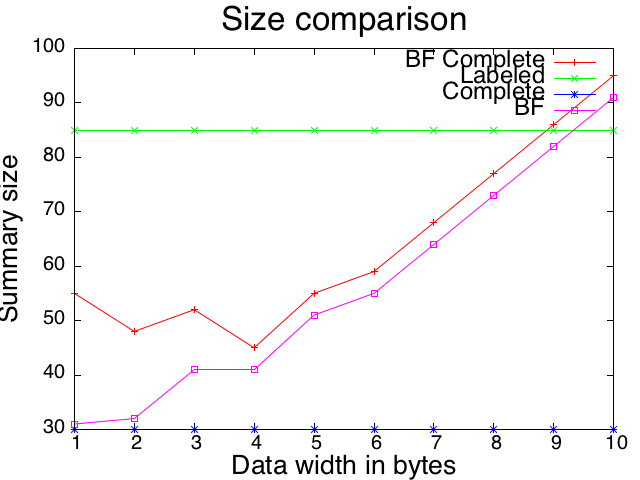 Size comparison
100
90
80
70
60
50
40
30
Summary size
BF Complete
Labeled
Complete
BF
1 2 3 4 5 6 7 8 9 10
Data width in bytes